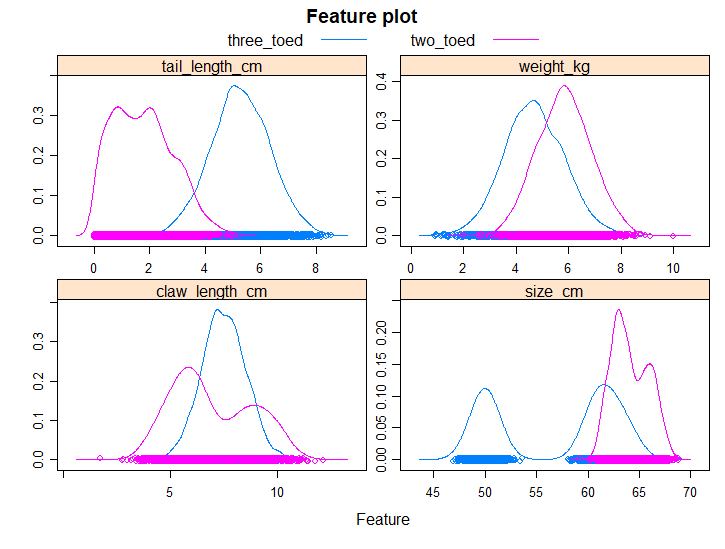 Feature plot
three_toed two_toed
tail_length_cm weight_kg
0.0 0.1 0.2 0.3
0 2 4 6 8
0.0 0.1 0.2 0.3 0.4
0 2 4 6 8 10
claw_length_cm size_cm
0.0 0.1 0.2 0.3
5 10
0.00 0.05 0.10 0.15 0.20
45 50 55 60 65 70
Feature